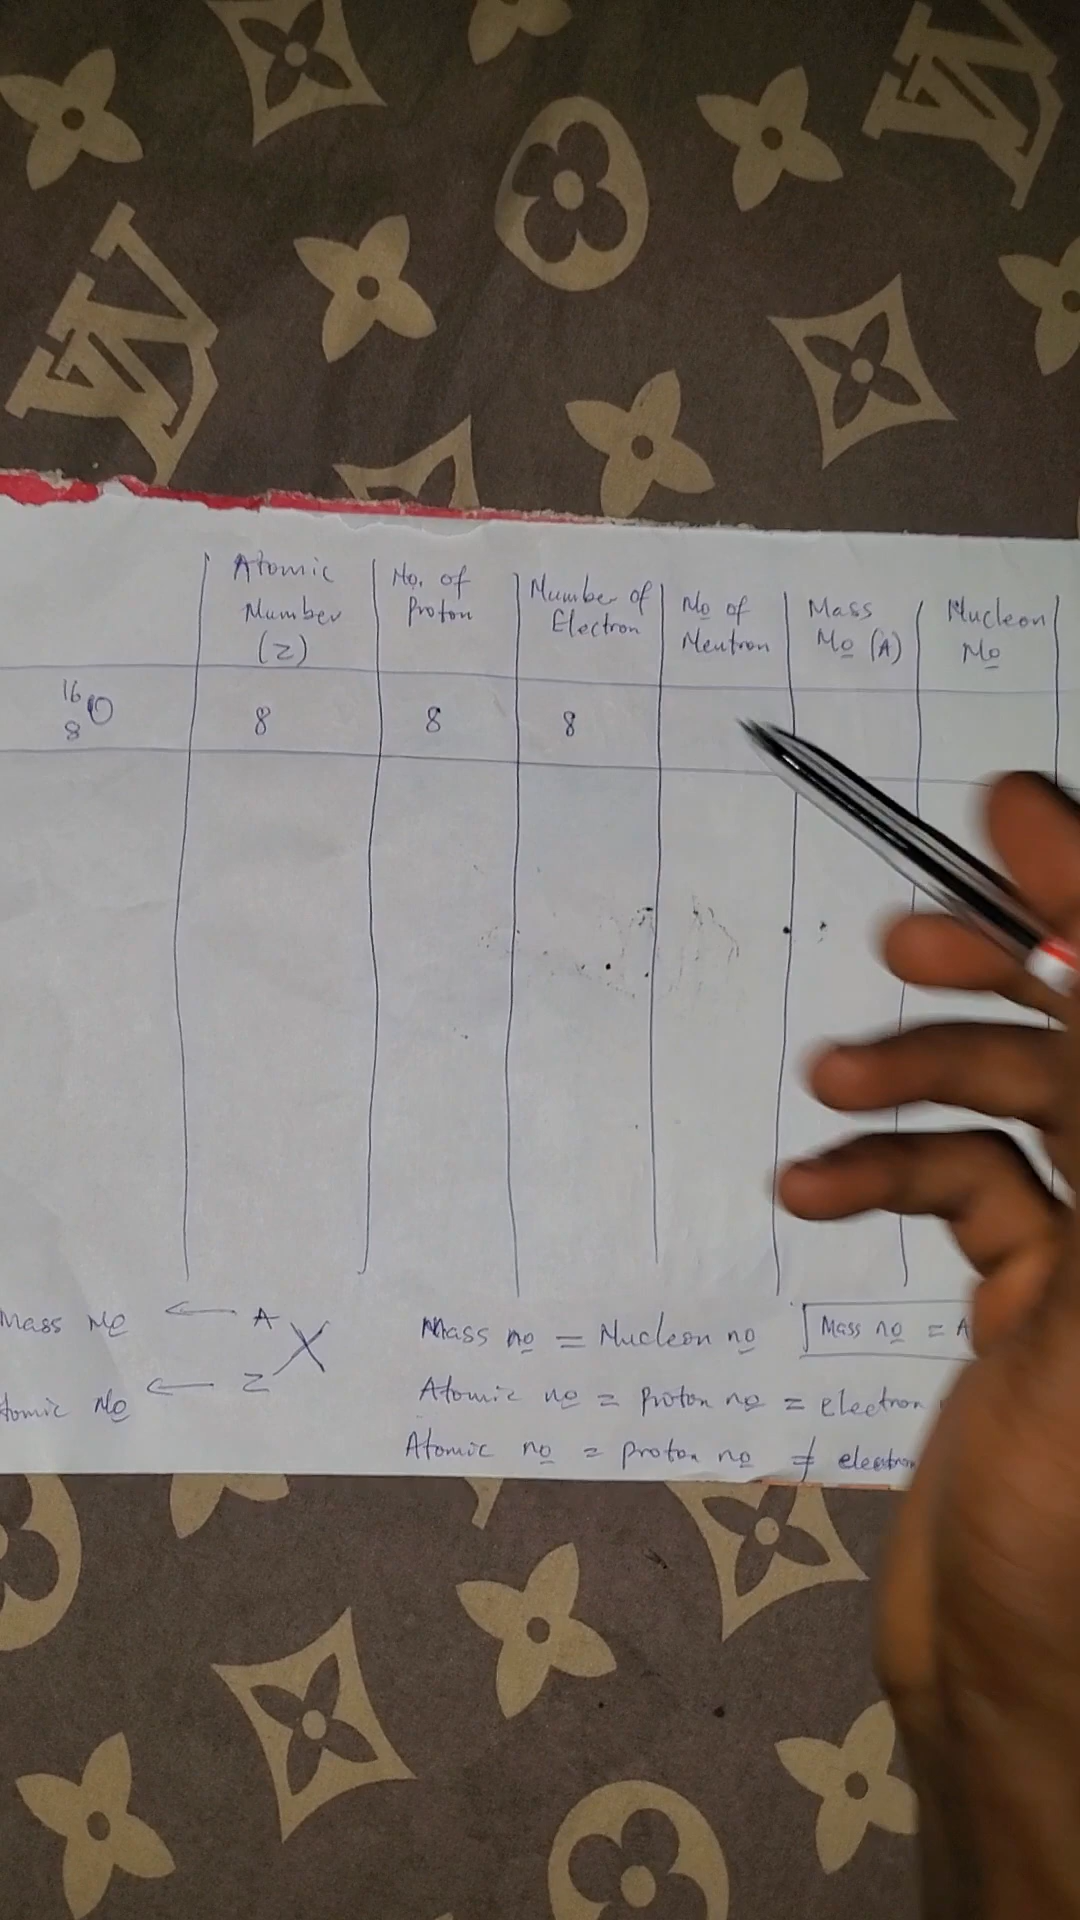 Atomic
Number
(Z)
No. of
Proton
Number of
Electron
No of
Neutron
Mass
No (A)
Nucleon
No
16
8 O
8
8
8
Mass No ← A X
Atomic No ← Z
Mass no = Nucleon no
Mass no = A
Atomic no = proton no = electron
Atomic no = proton no ≠ electron